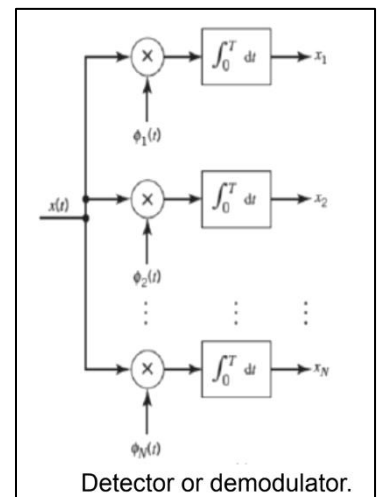 ∫₀ᵀ dt x₁
ϕ₁(t)
x(t) ∫₀ᵀ dt x₂
ϕ₂(t)
∫₀ᵀ dt x_N
ϕ_N(t)
Detector or demodulator.